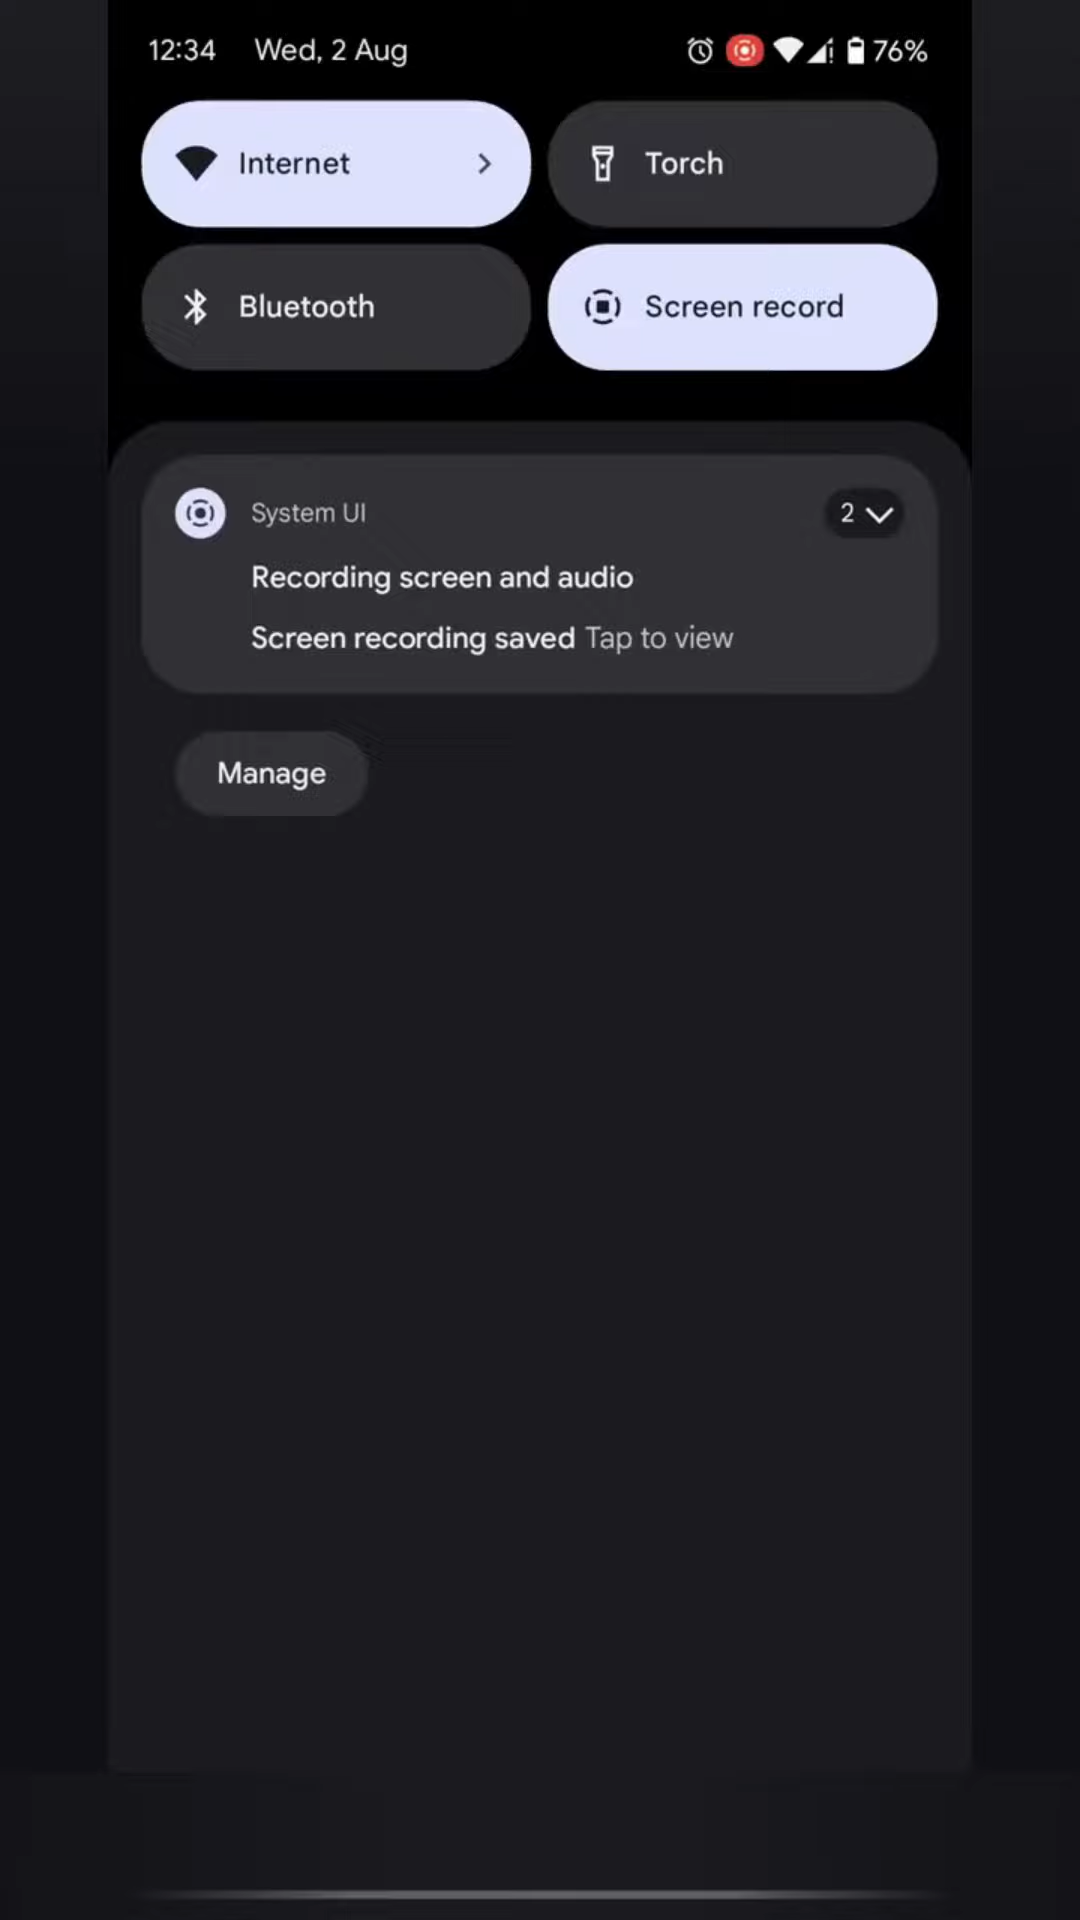 12:34 Wed, 2 Aug 76%
Internet Torch
Bluetooth Screen record
System UI 2
Recording screen and audio
Screen recording saved Tap to view
Manage